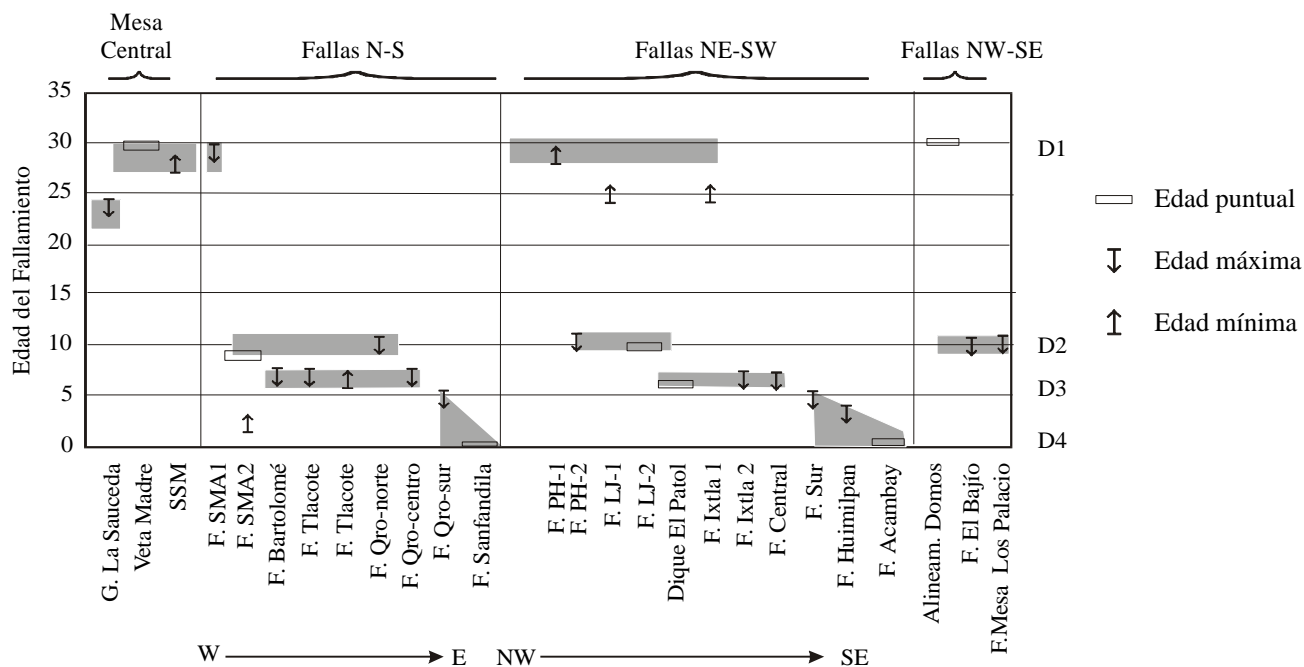 Mesa
Central
Fallas N-S
Fallas NE-SW
Fallas NW-SE
Edad del Fallamiento
35
30
25
20
15
10
5
0
D1
D2
D3
D4
Edad puntual
Edad máxima
Edad mínima
G. La Sauceda
Veta Madre
SSM
F. SMA1
F. SMA2
F. Bartolomé
F. Tlacote
F. Tlacote
F. Qro-norte
F. Qro-centro
F. Qro-sur
F. Sanfandila
F. PH-1
F. PH-2
F. LJ-1
F. LJ-2
Dique El Patol
F. Ixtla 1
F. Ixtla 2
F. Central
F. Sur
F. Huimilpan
F. Acambay
Alineam. Domos
F. El Bajío
F.Mesa Los Palacio
W
E
NW
SE